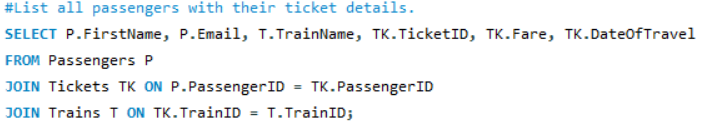 #List all passengers with their ticket details.
SELECT P.FirstName, P.Email, T.TrainName, TK.TicketID, TK.Fare, TK.DateOfTravel
FROM Passengers P
JOIN Tickets TK ON P.PassengerID = TK.PassengerID
JOIN Trains T ON TK.TrainID = T.TrainID;